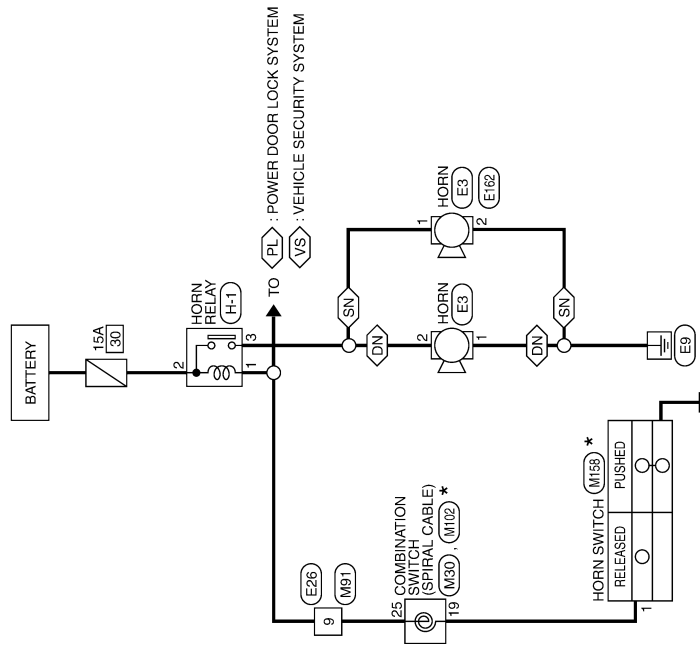 BATTERY
15A
30
2
HORN
RELAY
H-1
1
3
TO
PL : POWER DOOR LOCK SYSTEM
VS : VEHICLE SECURITY SYSTEM
SN
DN
2
HORN
E3
1
1
HORN
E3
E162
2
DN
SN
E9
E26
9
M91
25
COMBINATION
SWITCH
(SPIRAL CABLE)
M30 , M102 *
19
HORN SWITCH M158 *
RELEASED
PUSHED
1